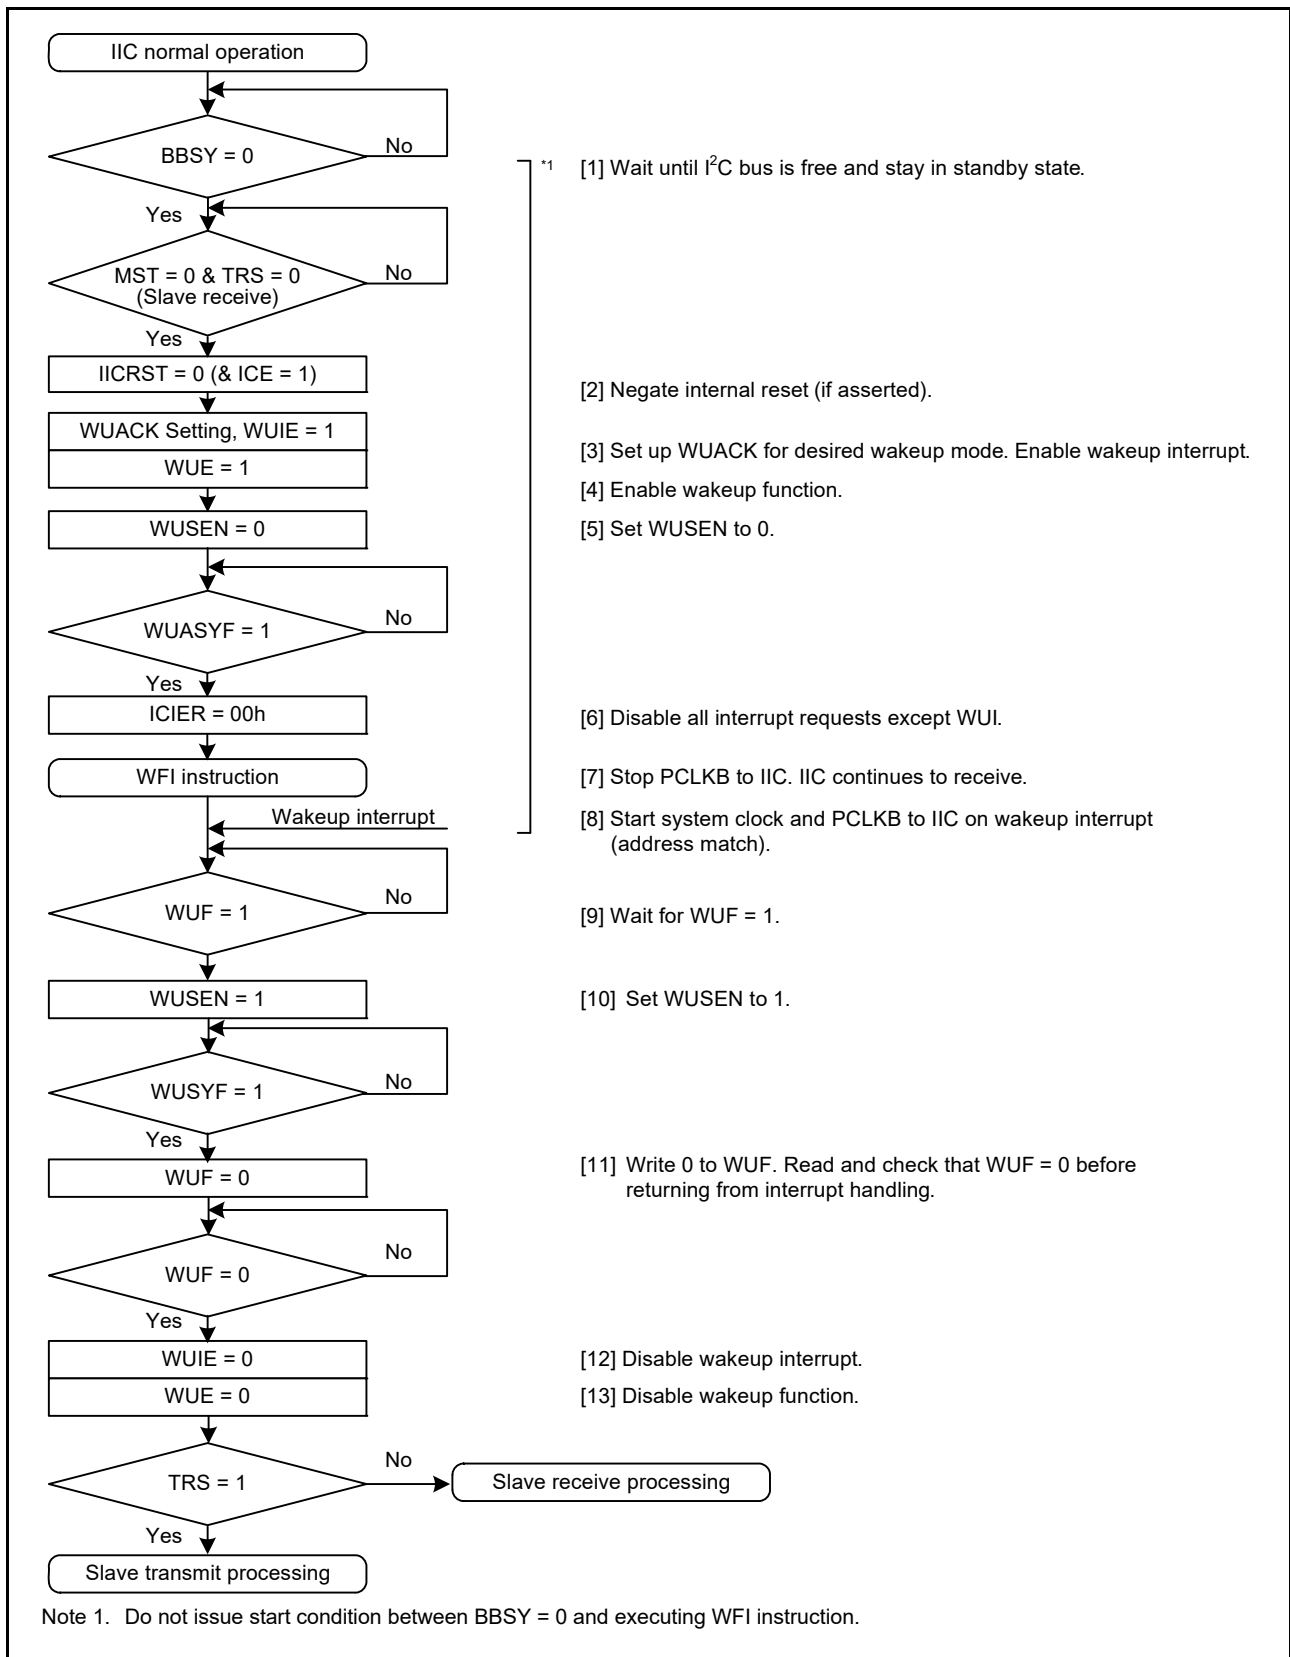 IIC normal operation
BBSY = 0
No
*1 [1] Wait until I²C bus is free and stay in standby state.
Yes
MST = 0 & TRS = 0
(Slave receive)
No
Yes
IICRST = 0 (& ICE = 1)
[2] Negate internal reset (if asserted).
WUACK Setting, WUIE = 1
[3] Set up WUACK for desired wakeup mode. Enable wakeup interrupt.
WUE = 1
[4] Enable wakeup function.
WUSEN = 0
[5] Set WUSEN to 0.
WUASYF = 1
No
Yes
ICIER = 00h
[6] Disable all interrupt requests except WUI.
WFI instruction
[7] Stop PCLKB to IIC. IIC continues to receive.
Wakeup interrupt
[8] Start system clock and PCLKB to IIC on wakeup interrupt
(address match).
WUF = 1
No
[9] Wait for WUF = 1.
WUSEN = 1
[10] Set WUSEN to 1.
WUSYF = 1
No
Yes
WUF = 0
[11] Write 0 to WUF. Read and check that WUF = 0 before
returning from interrupt handling.
WUF = 0
No
Yes
WUIE = 0
[12] Disable wakeup interrupt.
WUE = 0
[13] Disable wakeup function.
TRS = 1
No
Slave receive processing
Yes
Slave transmit processing
Note 1. Do not issue start condition between BBSY = 0 and executing WFI instruction.